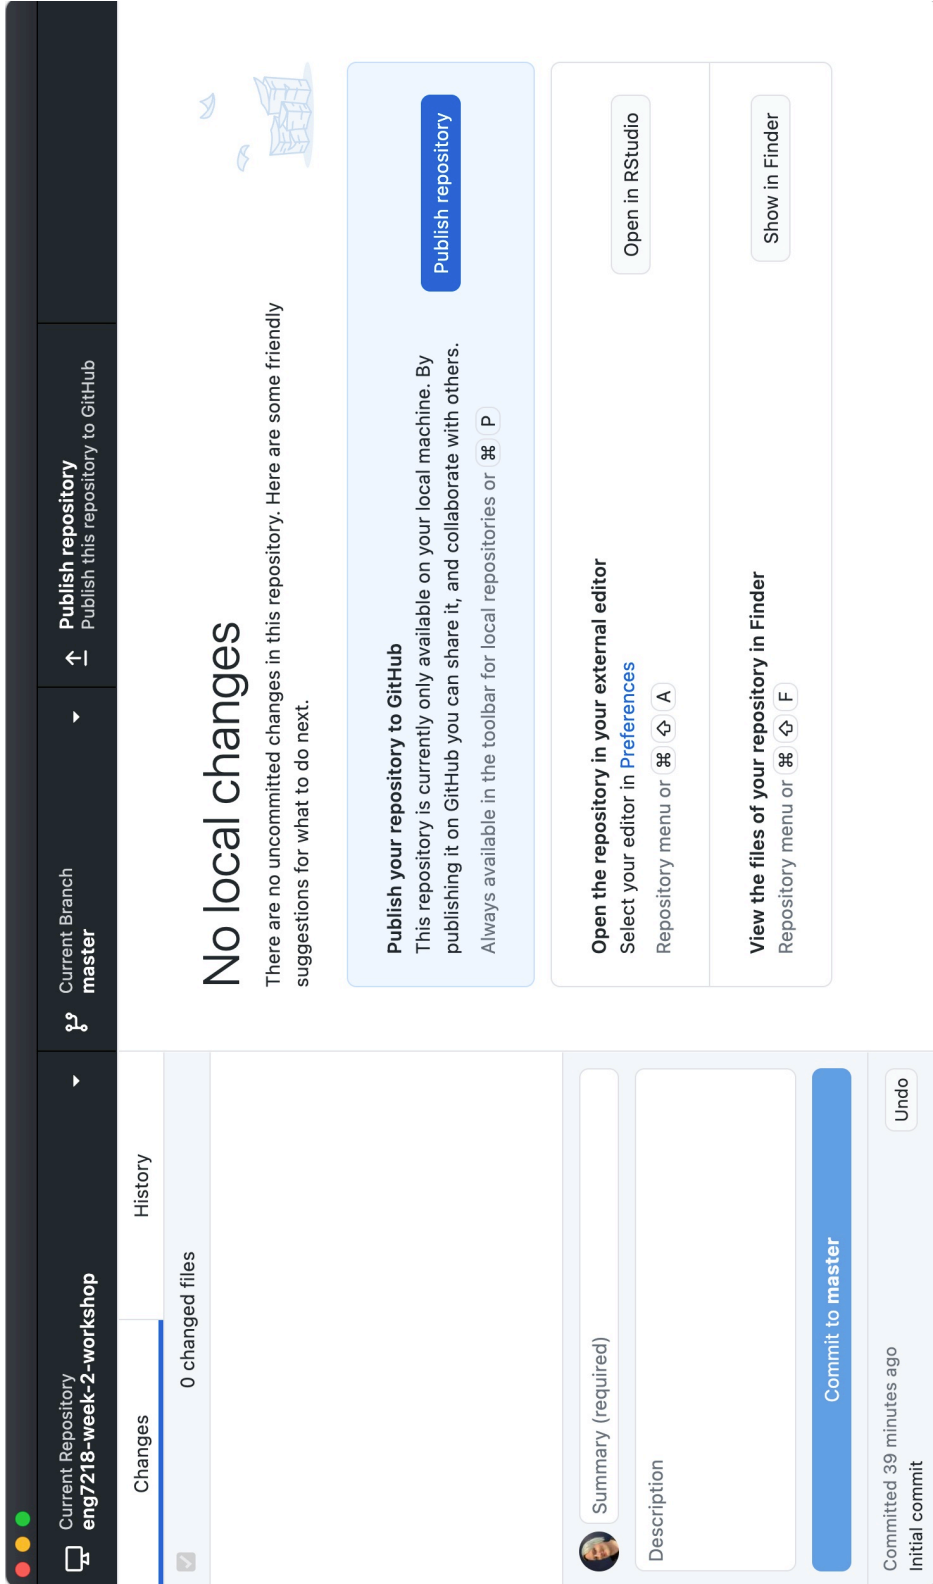 Current Repository
eng7218-week-2-workshop
Current Branch
master
Publish repository
Publish this repository to GitHub
Changes
History
0 changed files
Summary (required)
Description
Commit to master
Committed 39 minutes ago
Initial commit
Undo
No local changes
There are no uncommitted changes in this repository. Here are some friendly
suggestions for what to do next.
Publish your repository to GitHub
This repository is currently only available on your local machine. By
publishing it on GitHub you can share it, and collaborate with others.
Always available in the toolbar for local repositories or ⌘ P
Publish repository
Open the repository in your external editor
Select your editor in Preferences
Repository menu or ⌘ ⇧ A
Open in RStudio
View the files of your repository in Finder
Repository menu or ⌘ ⇧ F
Show in Finder